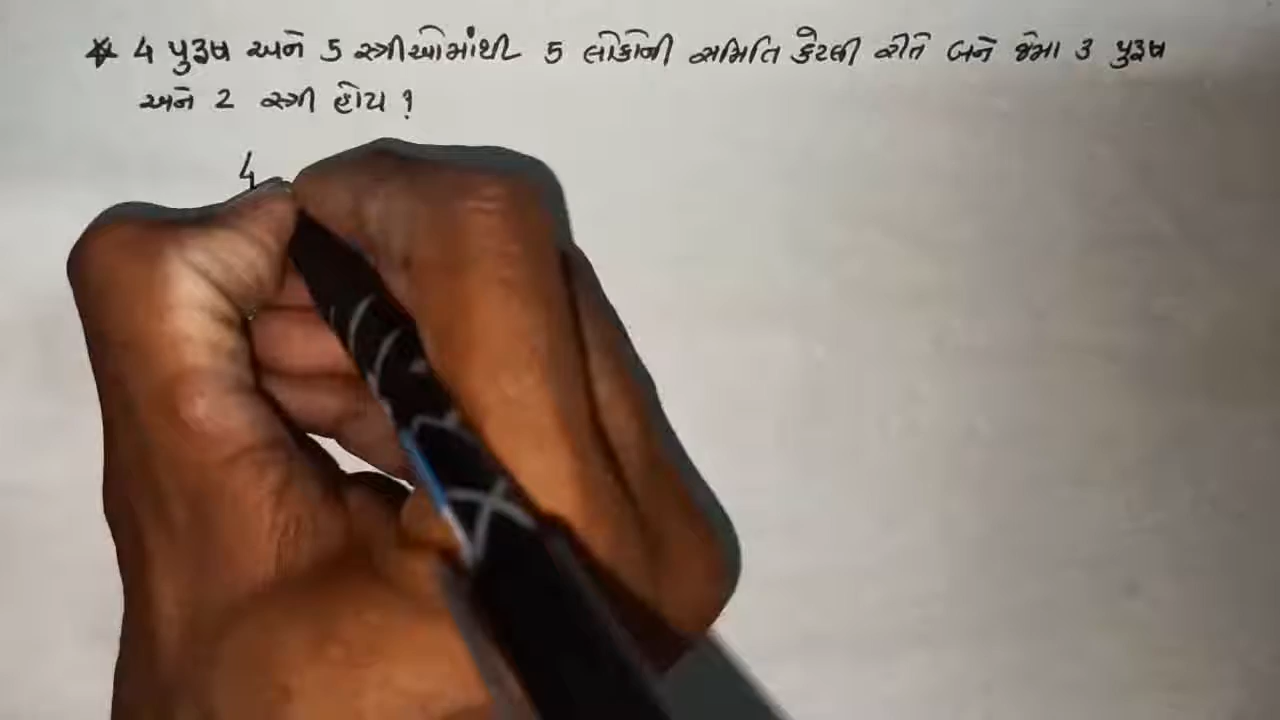 * 4 પુરૂષ અને 5 સ્ત્રીઓમાંથી 5 લોકોની સમિતિ કેટલી રીતે બને જેમા 3 પુરૂષ
અને 2 સ્ત્રી હોય ?
4